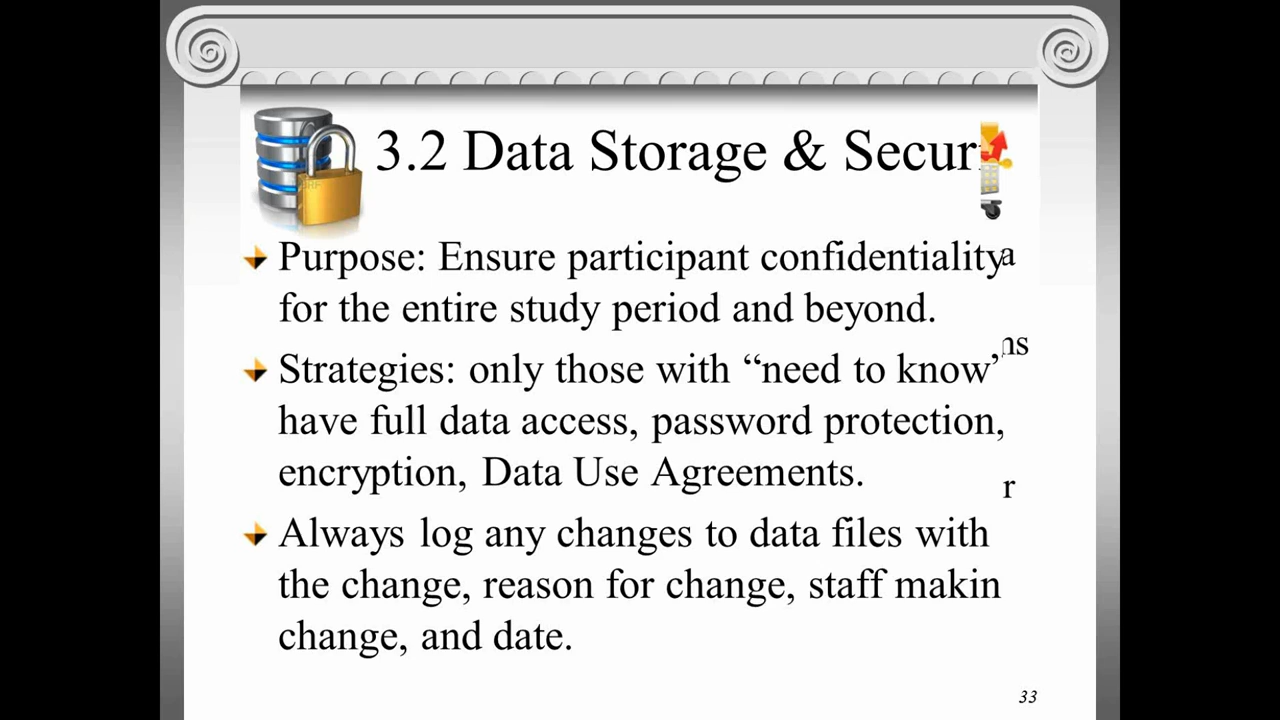 3.2 Data Storage & Secur
Purpose: Ensure participant confidentiality
a
for the entire study period and beyond.
ns
Strategies: only those with “need to know”
have full data access, password protection,
encryption, Data Use Agreements.
r
Always log any changes to data files with
the change, reason for change, staff makin
change, and date.
33